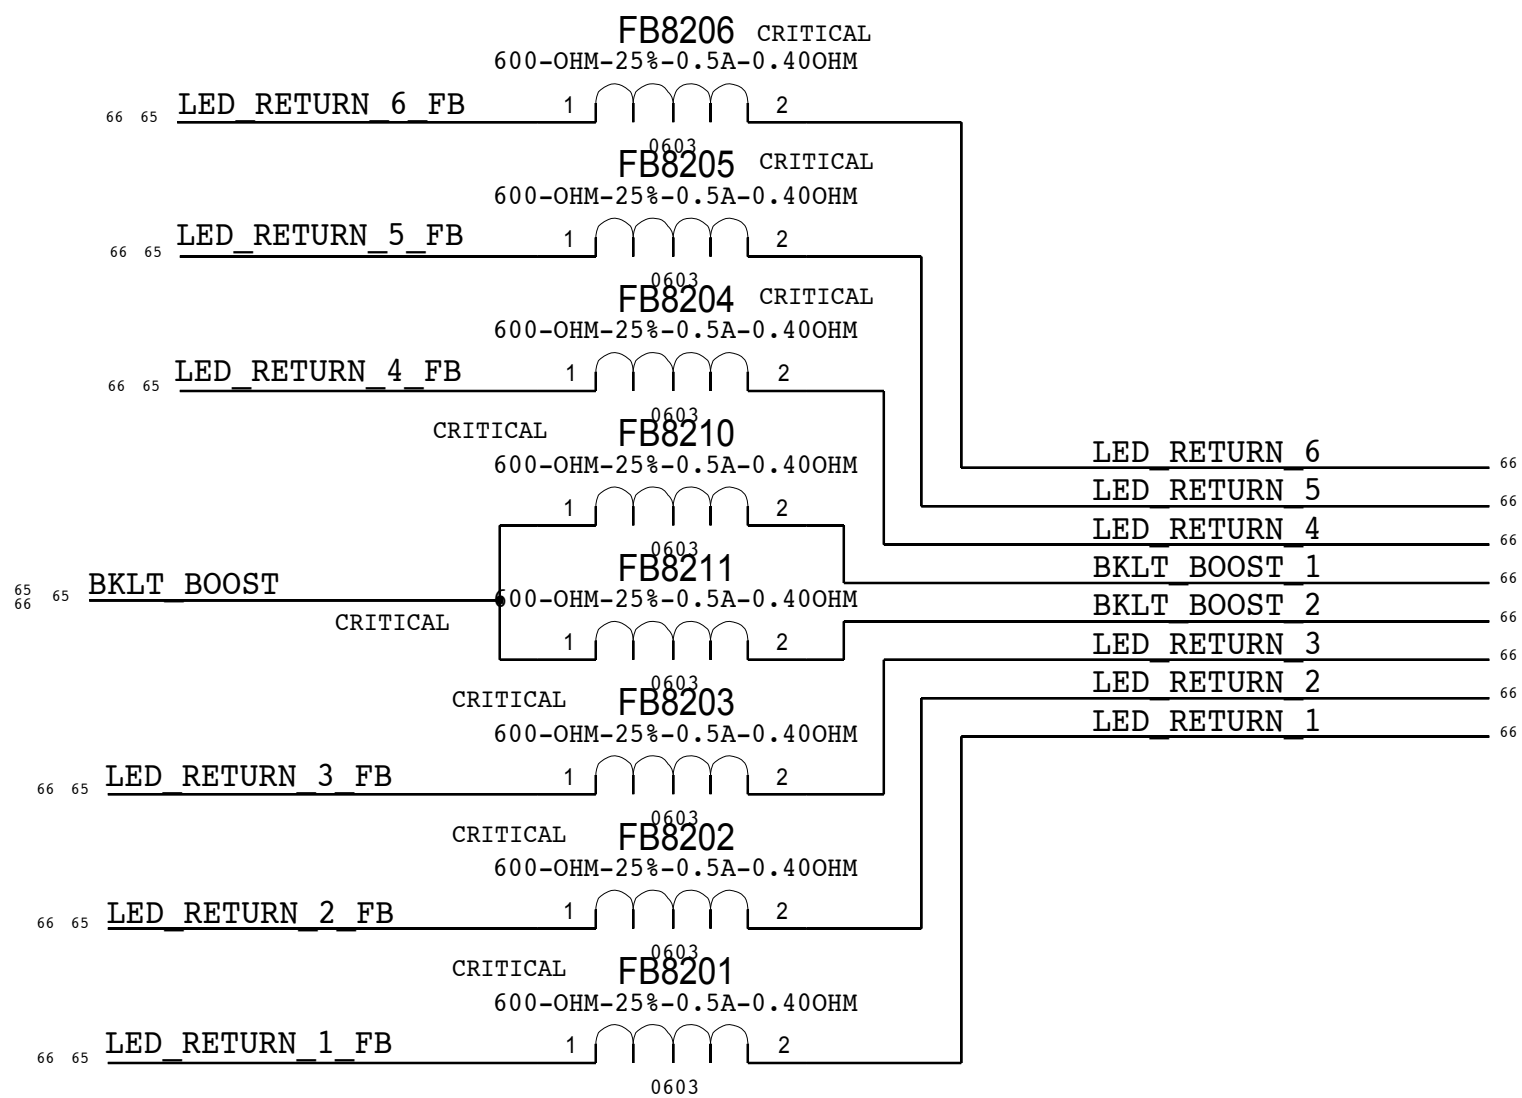 FB8206 CRITICAL
600-OHM-25%-0.5A-0.40OHM
66 65 LED_RETURN_6_FB 1 2
0603
FB8205 CRITICAL
600-OHM-25%-0.5A-0.40OHM
66 65 LED_RETURN_5_FB 1 2
0603
FB8204 CRITICAL
600-OHM-25%-0.5A-0.40OHM
66 65 LED_RETURN_4_FB 1 2
0603
CRITICAL FB8210
600-OHM-25%-0.5A-0.40OHM
1 2
0603
LED_RETURN_6 66
LED_RETURN_5 66
LED_RETURN_4 66
BKLT_BOOST_1 66
BKLT_BOOST_2 66
LED_RETURN_3 66
LED_RETURN_2 66
LED_RETURN_1 66
FB8211
65 65 BKLT_BOOST
66
600-OHM-25%-0.5A-0.40OHM
CRITICAL
1 2
0603
CRITICAL FB8203
600-OHM-25%-0.5A-0.40OHM
66 65 LED_RETURN_3_FB 1 2
0603
CRITICAL FB8202
600-OHM-25%-0.5A-0.40OHM
66 65 LED_RETURN_2_FB 1 2
0603
CRITICAL FB8201
600-OHM-25%-0.5A-0.40OHM
66 65 LED_RETURN_1_FB 1 2
0603